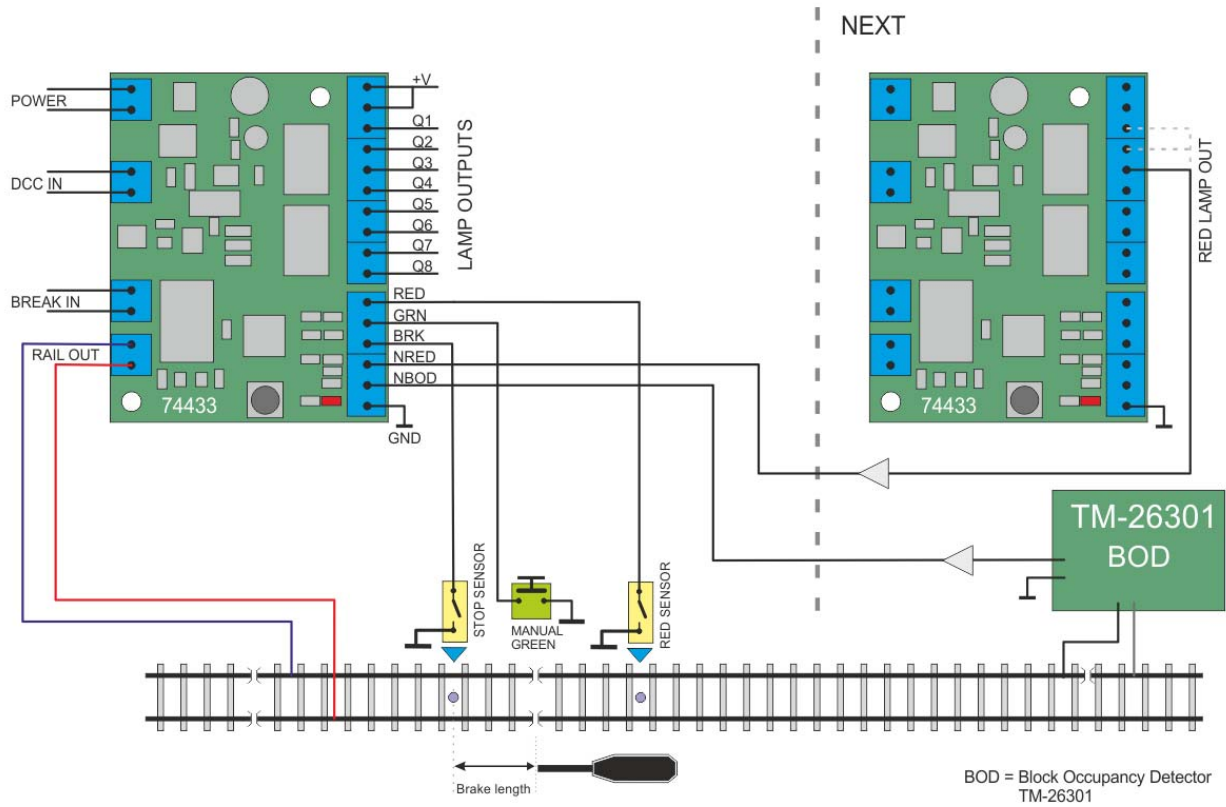 NEXT
POWER
DCC IN
BREAK IN
RAIL OUT
+V
Q1
Q2
Q3
Q4
Q5
Q6
Q7
Q8
LAMP OUTPUTS
RED
GRN
BRK
NRED
NBOD
GND
74433
74433
RED LAMP OUT
TM-26301
BOD
STOP SENSOR
MANUAL
GREEN
RED SENSOR
Brake length
BOD = Block Occupancy Detector
TM-26301